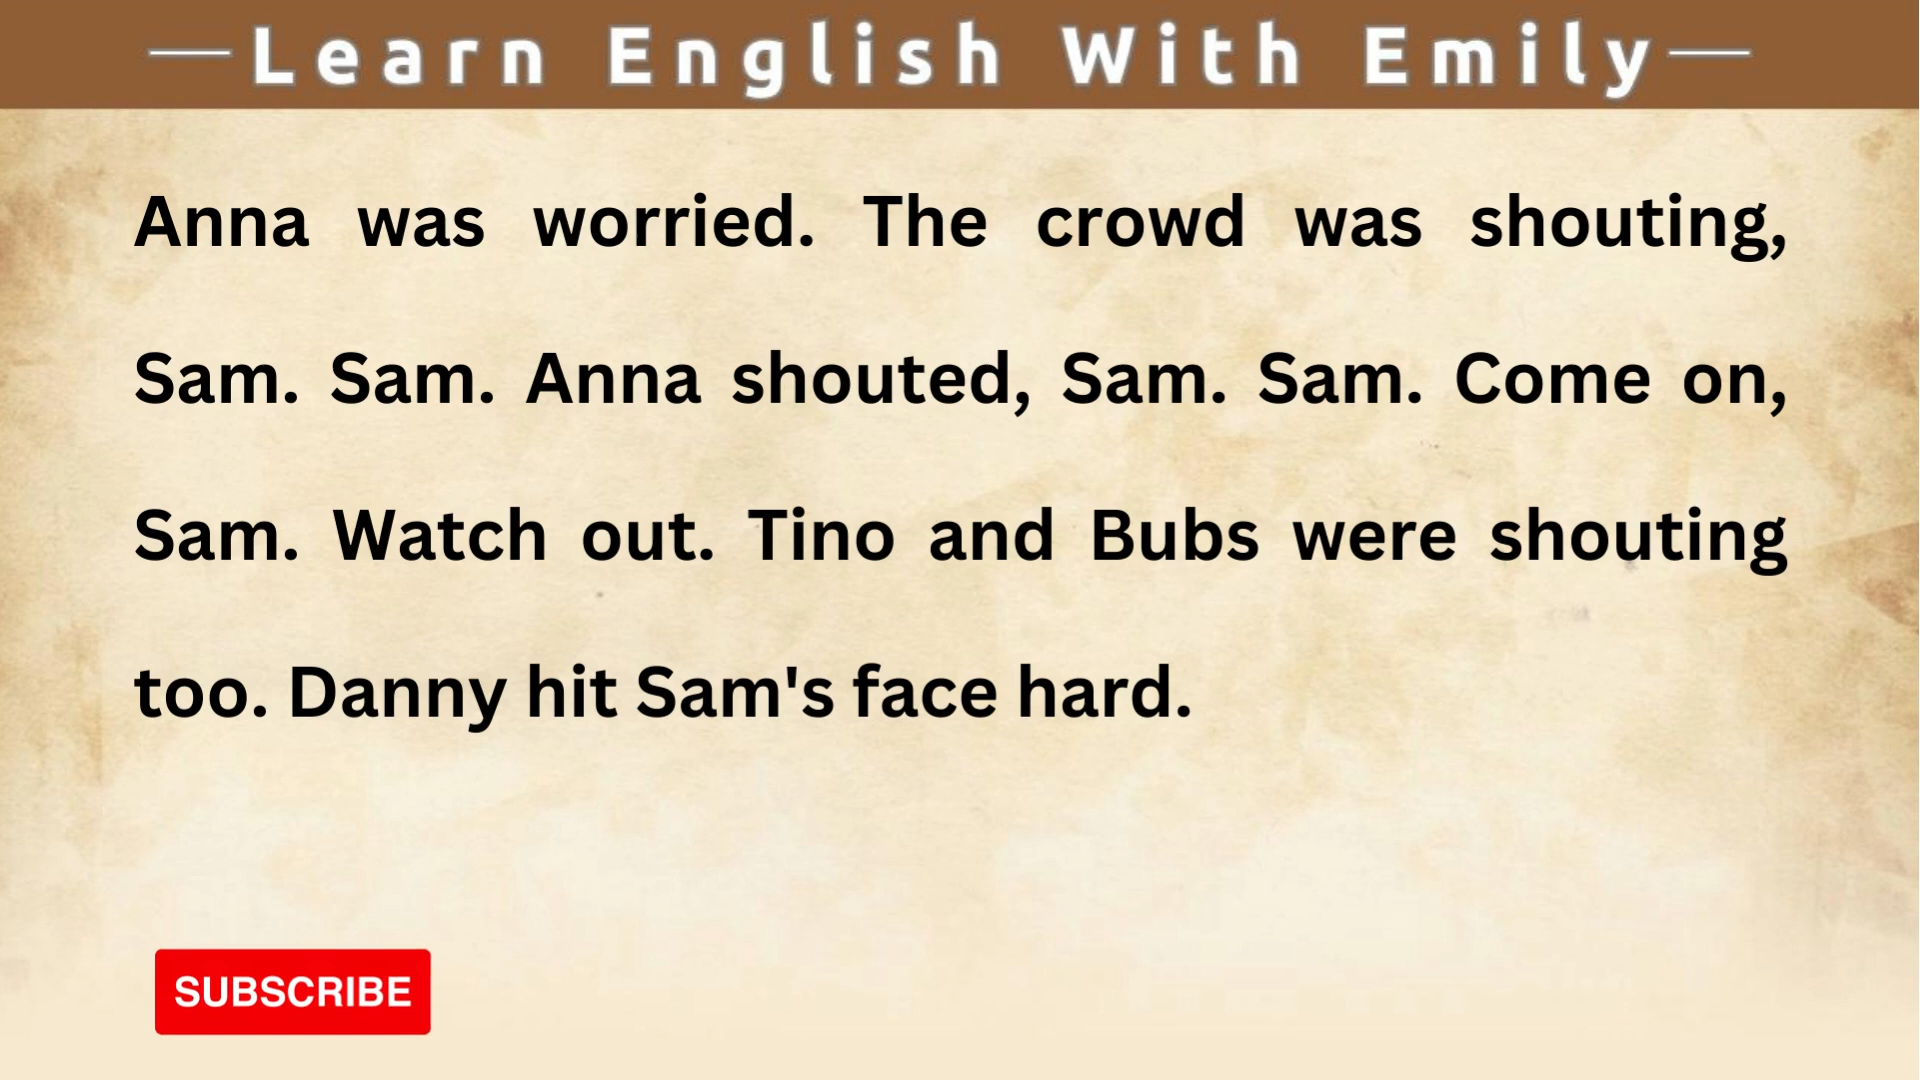 Learn English With Emily
Anna was worried. The crowd was shouting,
Sam. Sam. Anna shouted, Sam. Sam. Come on,
Sam. Watch out. Tino and Bubs were shouting
too. Danny hit Sam's face hard.
SUBSCRIBE